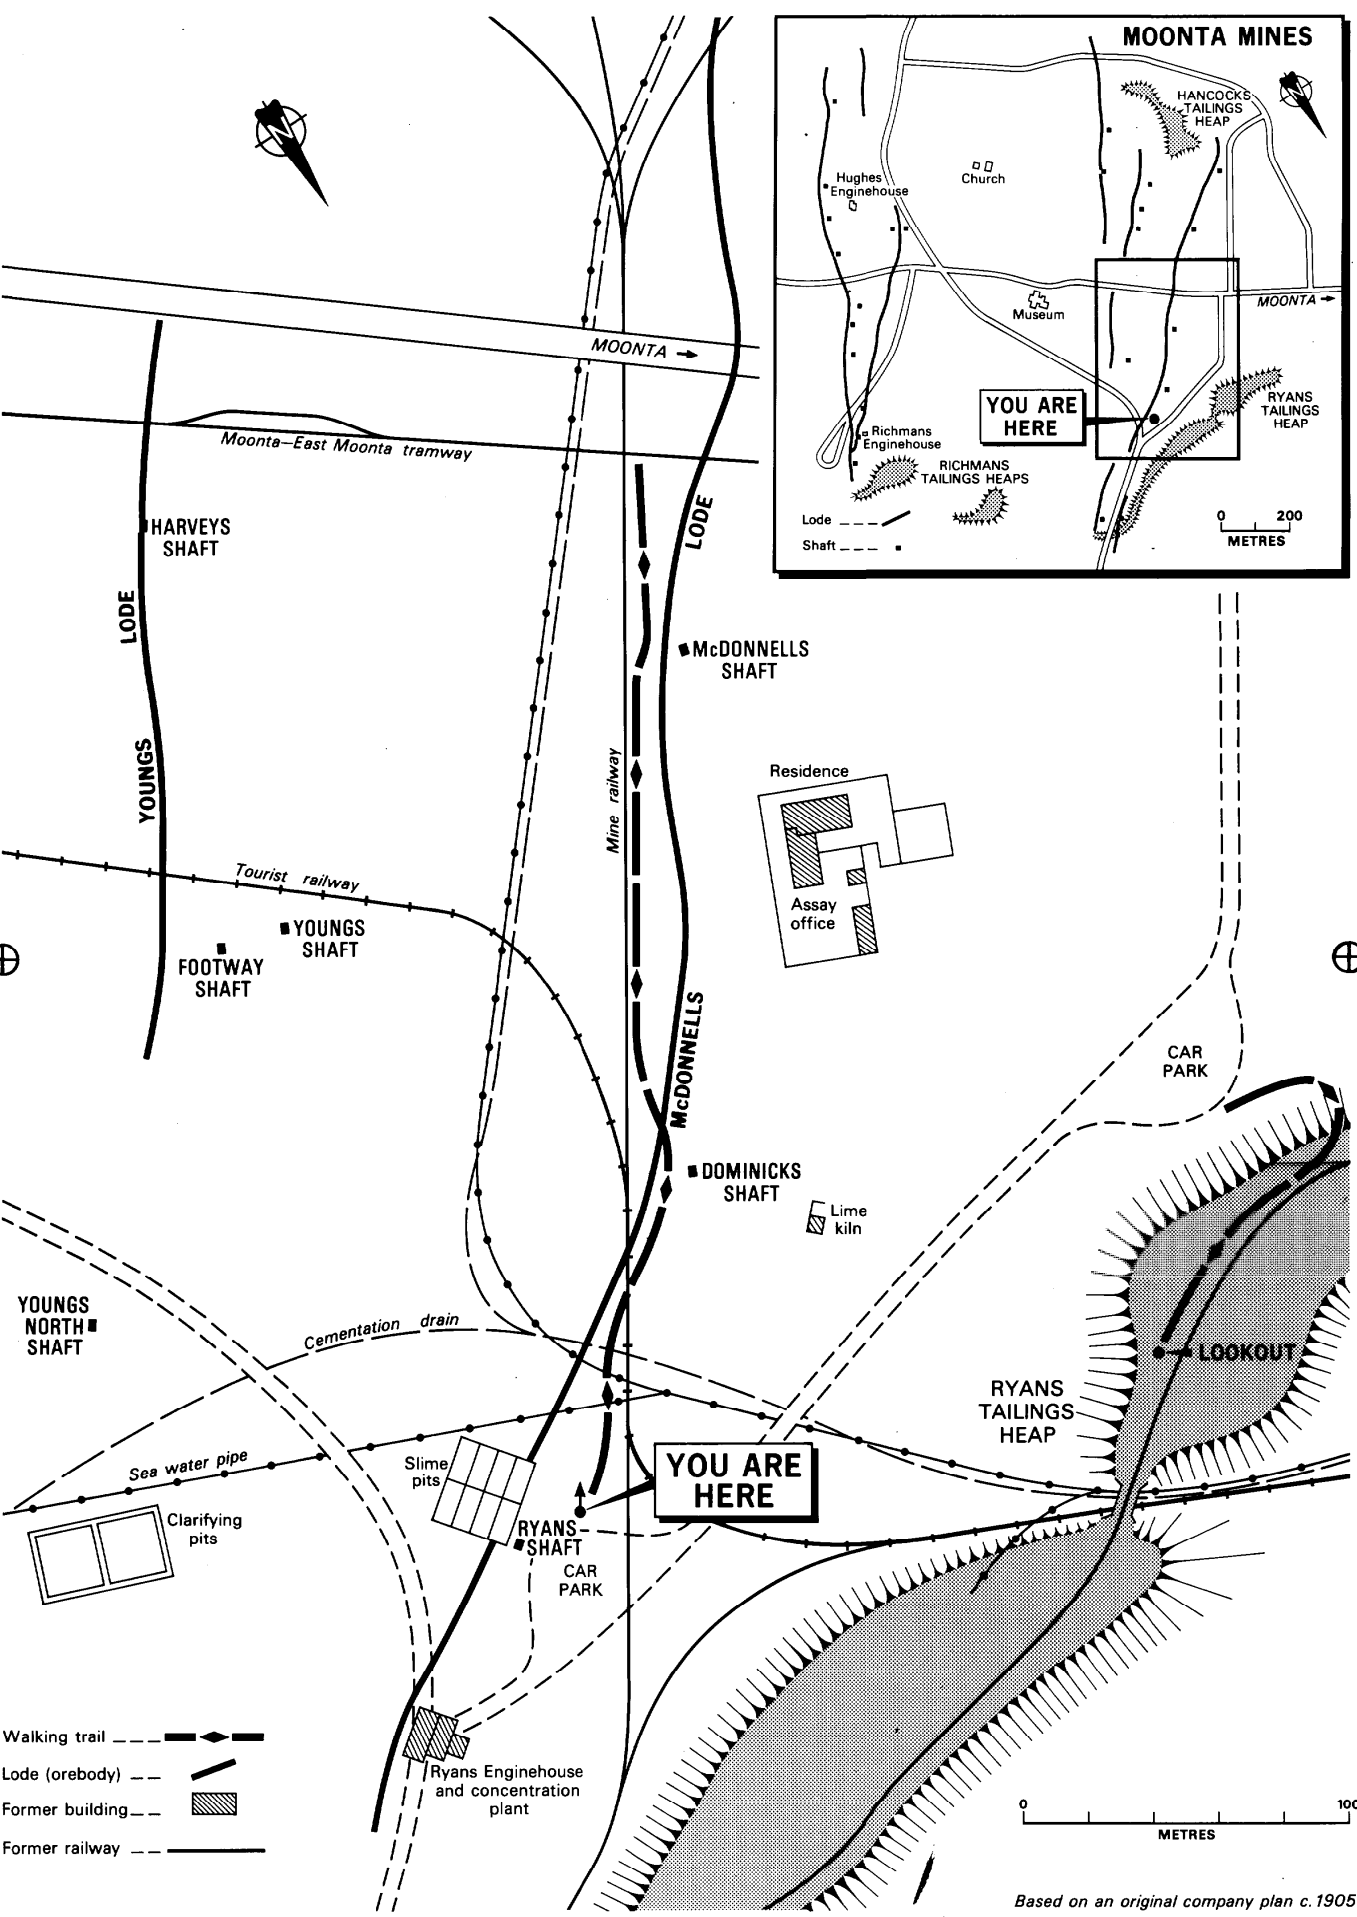 MOONTA MINES
HANCOCKS
TAILINGS
HEAP
Hughes
Enginehouse
Church
Museum
MOONTA
YOU ARE
HERE
RYANS
TAILINGS
HEAP
Richmans
Enginehouse
RICHMANS
TAILINGS HEAPS
Lode
Shaft
0 200
METRES
N
MOONTA
Moonta–East Moonta tramway
HARVEYS
SHAFT
LODE
LODE
McDONNELLS
SHAFT
YOUNGS
Mine railway
Residence
Assay
office
Tourist railway
YOUNGS
SHAFT
FOOTWAY
SHAFT
McDONNELLS
CAR
PARK
DOMINICKS
SHAFT
Lime
kiln
YOUNGS
NORTH
SHAFT
Cementation drain
LOOKOUT
RYANS
TAILINGS
HEAP
Sea water pipe
Slime
pits
YOU ARE
HERE
Clarifying
pits
RYANS
SHAFT
CAR
PARK
Walking trail
Lode (orebody)
Former building
Former railway
Ryans Enginehouse
and concentration
plant
0 100
METRES
Based on an original company plan c.1905